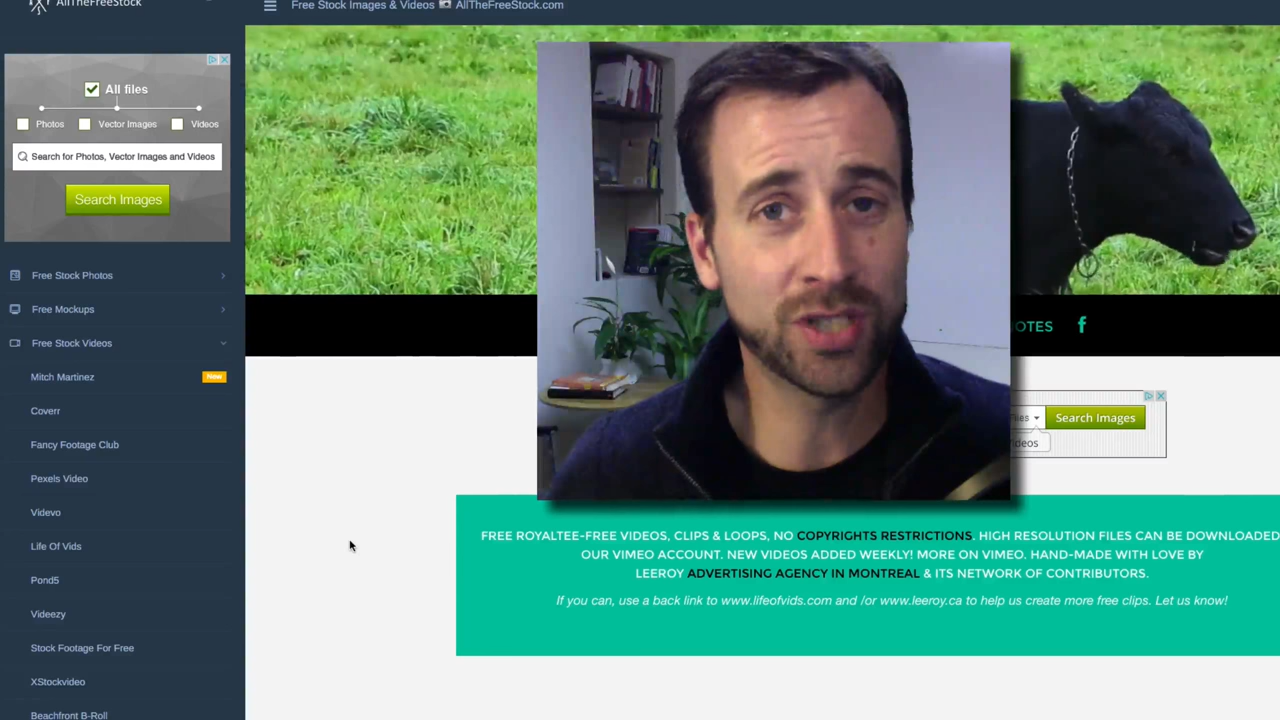 AllTheFreeStock
Free Stock Images & Videos 📷 AllTheFreeStock.com
All files
Photos
Vector Images
Videos
Search for Photos, Vector Images and Videos
Search Images
Free Stock Photos
Free Mockups
Free Stock Videos
Mitch Martinez
New
Coverr
Fancy Footage Club
Pexels Video
Videvo
Life Of Vids
Pond5
Videezy
Stock Footage For Free
XStockvideo
Beachfront B-Roll
OTES f
Search Images
FREE ROYALTEE-FREE VIDEOS, CLIPS & LOOPS, NO COPYRIGHTS RESTRICTIONS. HIGH RESOLUTION FILES CAN BE DOWNLOADED
OUR VIMEO ACCOUNT. NEW VIDEOS ADDED WEEKLY! MORE ON VIMEO. HAND-MADE WITH LOVE BY
LEEROY ADVERTISING AGENCY IN MONTREAL & ITS NETWORK OF CONTRIBUTORS.
If you can, use a back link to www.lifeofvids.com and /or www.leeroy.ca to help us create more free clips. Let us know!